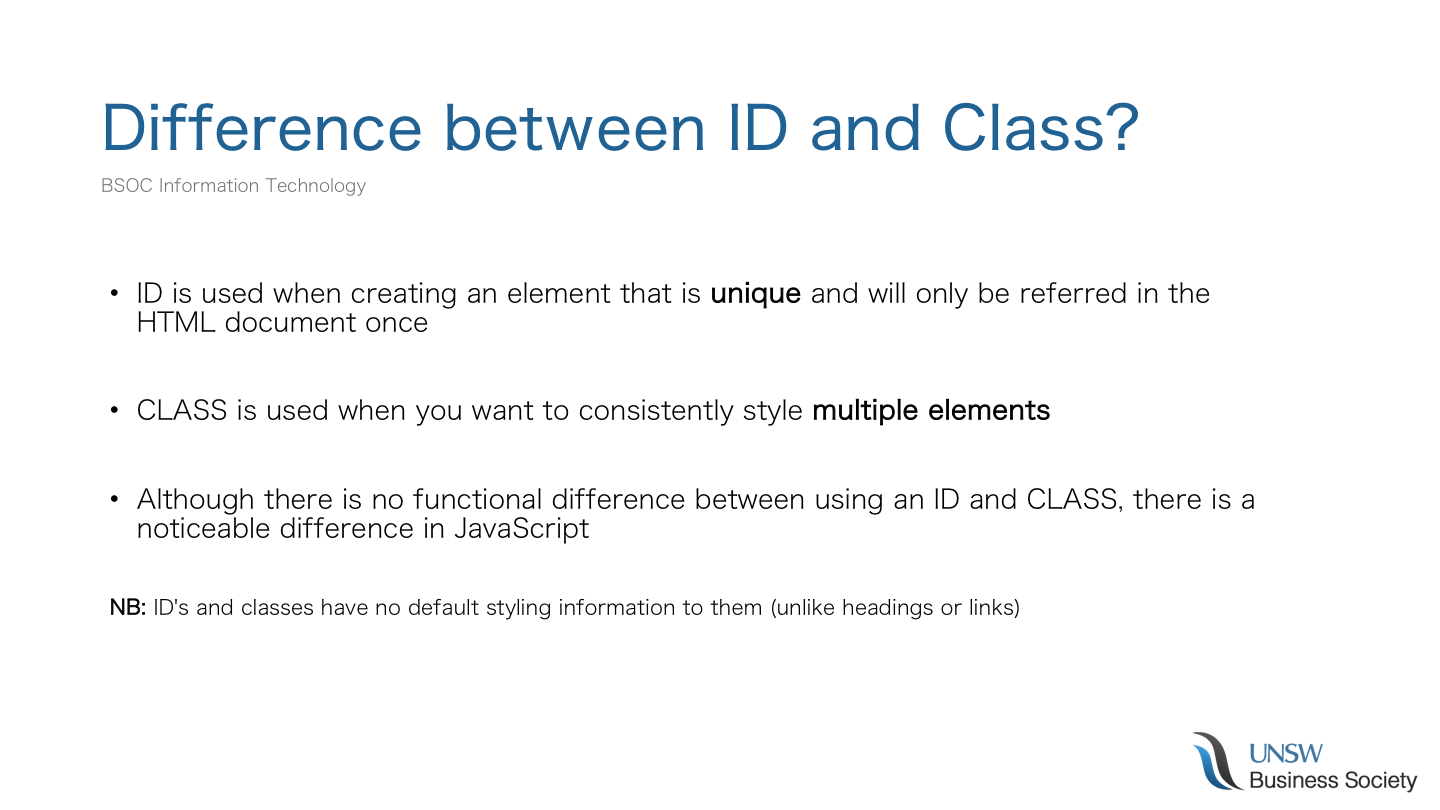 Difference between ID and Class?
BSOC Information Technology
• ID is used when creating an element that is unique and will only be referred in the
HTML document once
• CLASS is used when you want to consistently style multiple elements
• Although there is no functional difference between using an ID and CLASS, there is a
noticeable difference in JavaScript
NB: ID's and classes have no default styling information to them (unlike headings or links)
UNSW
Business Society